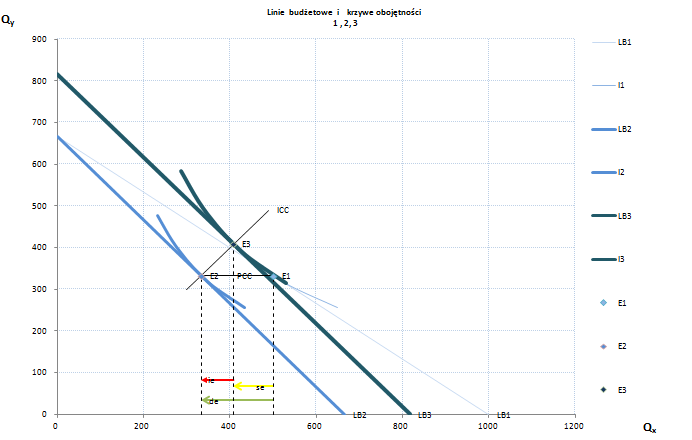 Linie budżetowe i krzywe obojętności
1 , 2, 3
Qy
900
800
700
600
500
400
300
200
100
0
0
200
400
600
800
1000
1200
Qx
ICC
E3
E2
PCC
E1
ie
se
de
LB2
LB3
LB1
LB1
I1
LB2
I2
LB3
I3
E1
E2
E3